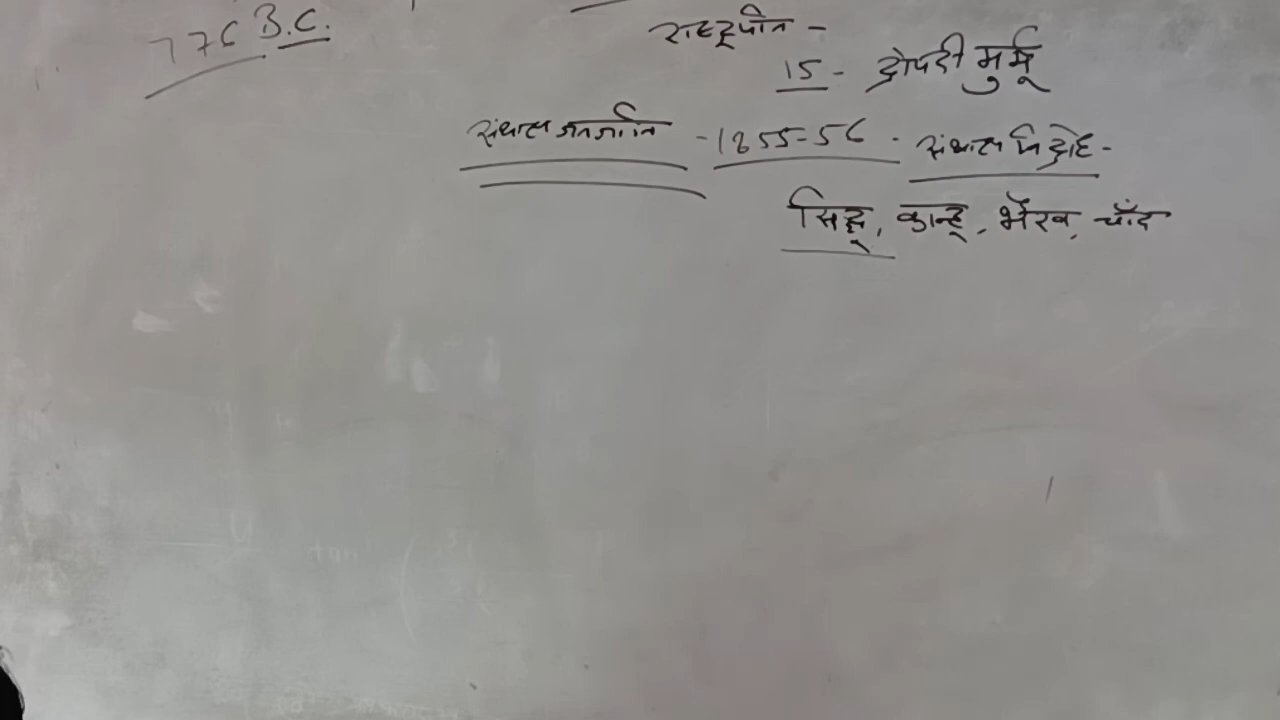 776 B.C.
राष्ट्रपति -
15 - द्रोपदी मुर्मू
संथाल जनजाति - 1855-56 - संथाल विद्रोह -
सिद्धू, कान्हू, भैरव, चाँद